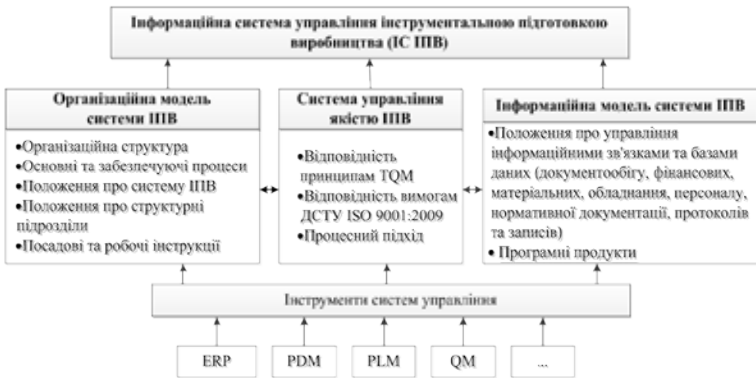 Інформаційна система управління інструментальною підготовкою
виробництва (ІС ІПВ)
Організаційна модель
системи ІПВ
•Організаційна структура
•Основні та забезпечуючі процеси
•Положення про систему ІПВ
•Положення про структурні
підрозділи
•Посадові та робочі інструкції
Система управління
якістю ІПВ
•Відповідність
принципам TQM
•Відповідність вимогам
ДСТУ ISO 9001:2009
•Процесний підхід
Інформаційна модель системи ІПВ
•Положення про управління
інформаційними зв'язками та базами
даних (документообігу, фінансових,
матеріальних, обладнання, персоналу,
нормативної документації, протоколів
та записів)
• Програмні продукти
Інструменти систем управління
ERP
PDM
PLM
QM
...